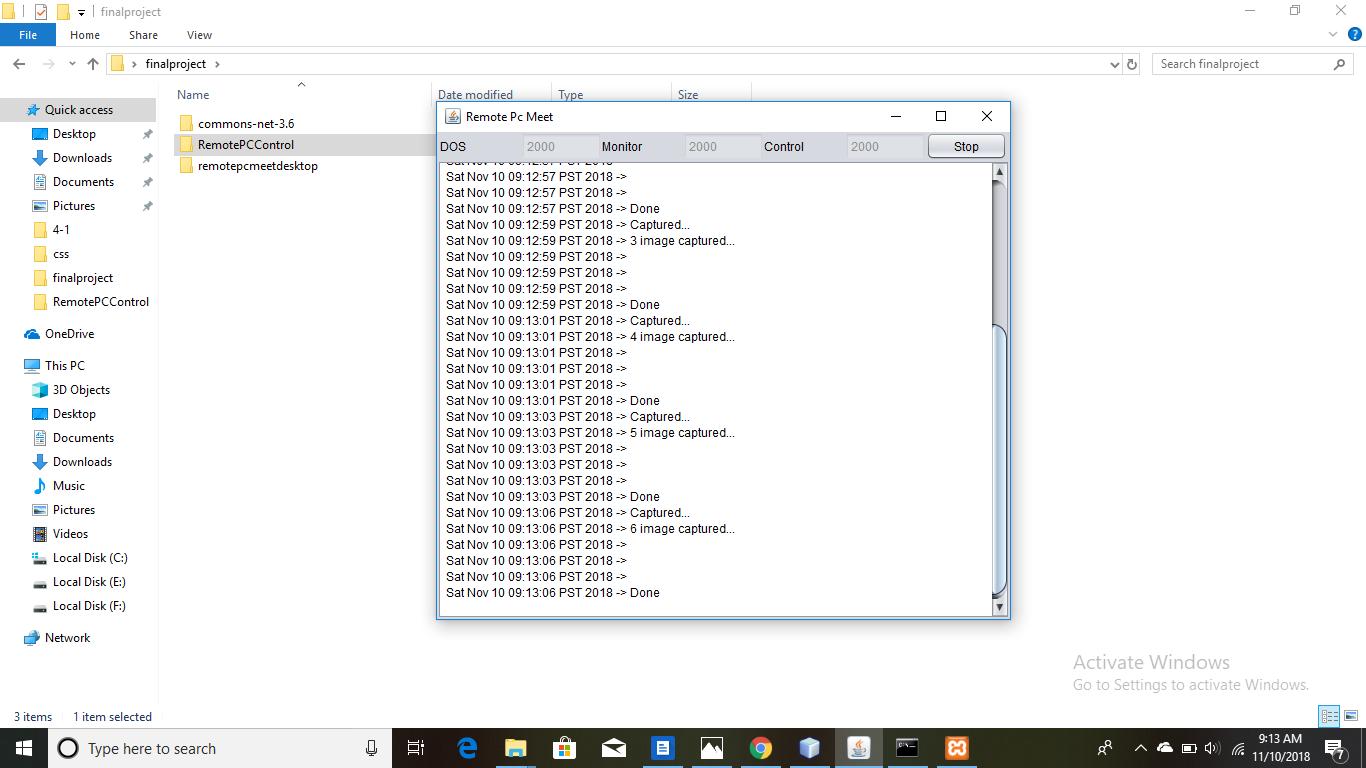 finalproject
File Home Share View
finalproject
Search finalproject
Name Date modified Type Size
Quick access
Desktop
Downloads
Documents
Pictures
4-1
css
finalproject
RemotePCControl
OneDrive
This PC
3D Objects
Desktop
Documents
Downloads
Music
Pictures
Videos
Local Disk (C:)
Local Disk (E:)
Local Disk (F:)
Network
commons-net-3.6
RemotePCControl
remotepcmeetdesktop
Remote Pc Meet
DOS 2000 Monitor 2000 Control 2000 Stop
Sat Nov 10 09:12:57 PST 2018 ->
Sat Nov 10 09:12:57 PST 2018 ->
Sat Nov 10 09:12:57 PST 2018 ->
Sat Nov 10 09:12:57 PST 2018 -> Done
Sat Nov 10 09:12:59 PST 2018 -> Captured...
Sat Nov 10 09:12:59 PST 2018 -> 3 image captured...
Sat Nov 10 09:12:59 PST 2018 ->
Sat Nov 10 09:12:59 PST 2018 ->
Sat Nov 10 09:12:59 PST 2018 ->
Sat Nov 10 09:12:59 PST 2018 -> Done
Sat Nov 10 09:13:01 PST 2018 -> Captured...
Sat Nov 10 09:13:01 PST 2018 -> 4 image captured...
Sat Nov 10 09:13:01 PST 2018 ->
Sat Nov 10 09:13:01 PST 2018 ->
Sat Nov 10 09:13:01 PST 2018 ->
Sat Nov 10 09:13:01 PST 2018 -> Done
Sat Nov 10 09:13:03 PST 2018 -> Captured...
Sat Nov 10 09:13:03 PST 2018 -> 5 image captured...
Sat Nov 10 09:13:03 PST 2018 ->
Sat Nov 10 09:13:03 PST 2018 ->
Sat Nov 10 09:13:03 PST 2018 ->
Sat Nov 10 09:13:03 PST 2018 -> Done
Sat Nov 10 09:13:06 PST 2018 -> Captured...
Sat Nov 10 09:13:06 PST 2018 -> 6 image captured...
Sat Nov 10 09:13:06 PST 2018 ->
Sat Nov 10 09:13:06 PST 2018 ->
Sat Nov 10 09:13:06 PST 2018 ->
Sat Nov 10 09:13:06 PST 2018 -> Done
Activate Windows
Go to Settings to activate Windows.
3 items 1 item selected
Type here to search
9:13 AM
11/10/2018
7